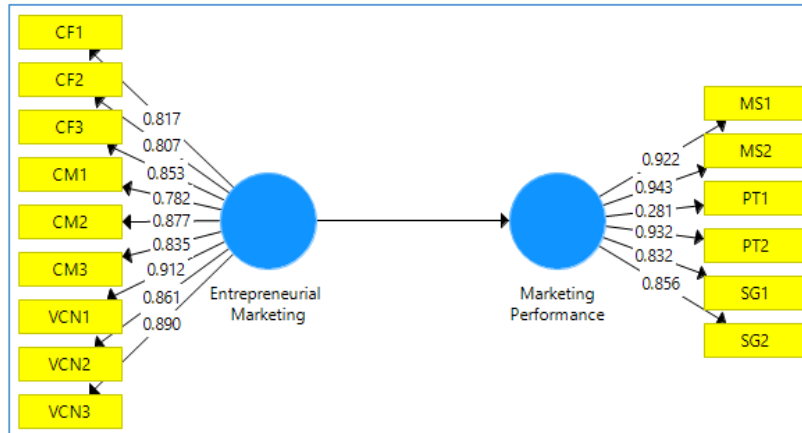 CF1
CF2
CF3
CM1
CM2
CM3
VCN1
VCN2
VCN3
0.817
0.807
0.853
0.782
0.877
0.835
0.912
0.861
0.890
Entrepreneurial
Marketing
Marketing
Performance
0.922
0.943
0.281
0.932
0.832
0.856
MS1
MS2
PT1
PT2
SG1
SG2